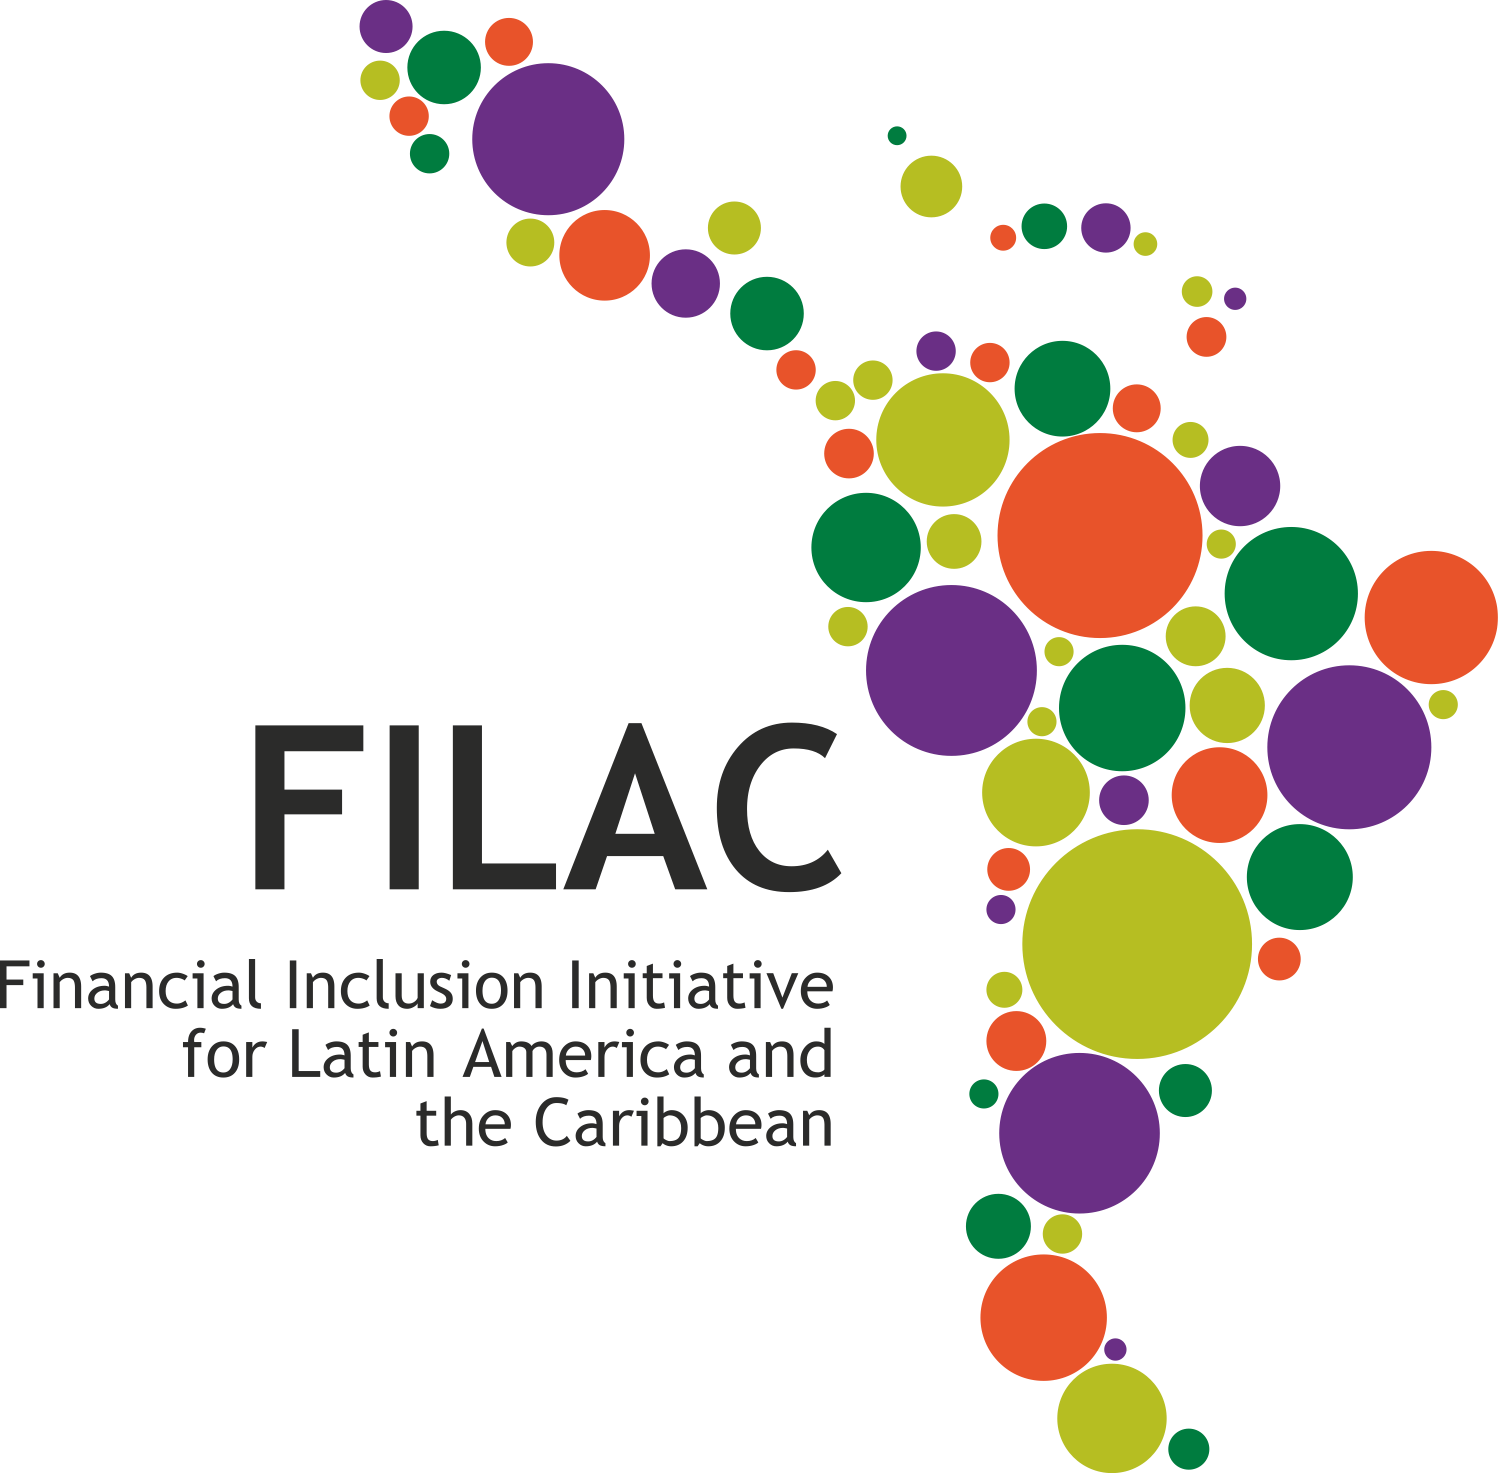 FILAC
Financial Inclusion Initiative
for Latin America and
the Caribbean